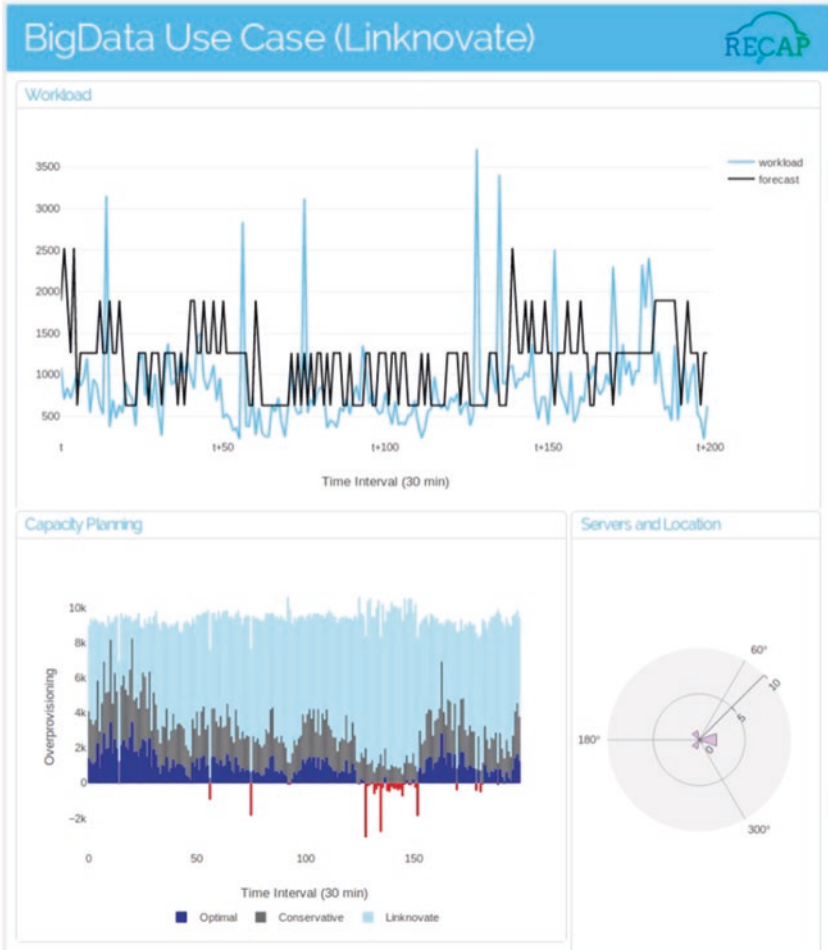 BigData Use Case (Linknovate)
RECAP
Workload
3500
3000
2500
2000
1500
1000
500
t
t+50
t+100
t+150
t+200
Time Interval (30 min)
workload
forecast
Capacity Planning
Overprovisioning
10k
8k
6k
4k
2k
0
−2k
0
50
100
150
Time Interval (30 min)
Optimal
Conservative
Linknovate
Servers and Location
60°
10
5
0
180°
300°